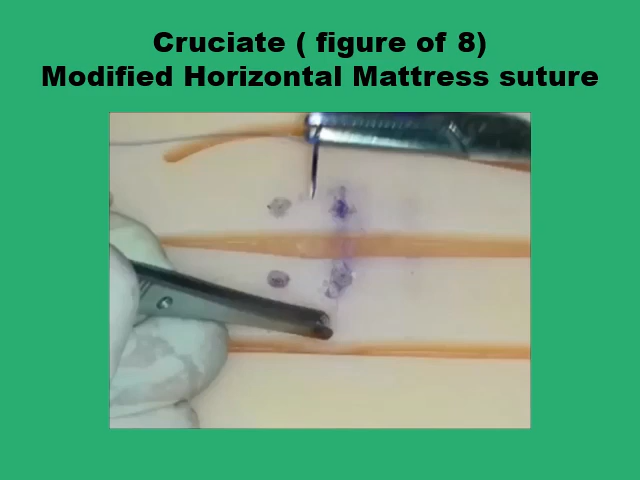 Cruciate ( figure of 8)
Modified Horizontal Mattress suture